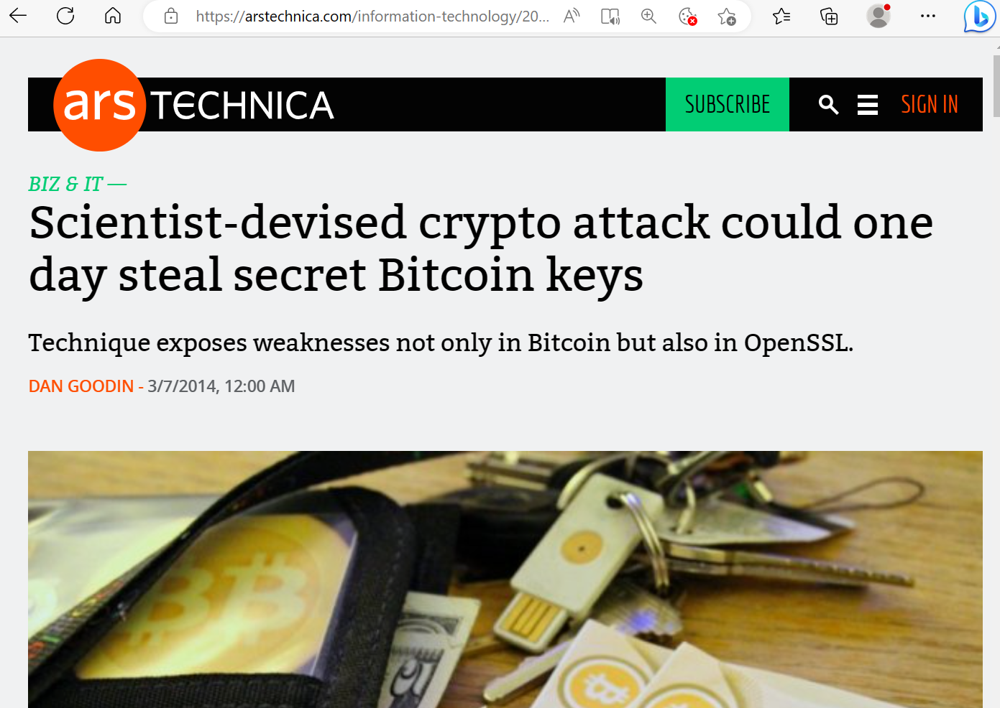 https://arstechnica.com/information-technology/20...
ars TECHNICA
SUBSCRIBE
SIGN IN
BIZ & IT —
Scientist-devised crypto attack could one
day steal secret Bitcoin keys
Technique exposes weaknesses not only in Bitcoin but also in OpenSSL.
DAN GOODIN - 3/7/2014, 12:00 AM